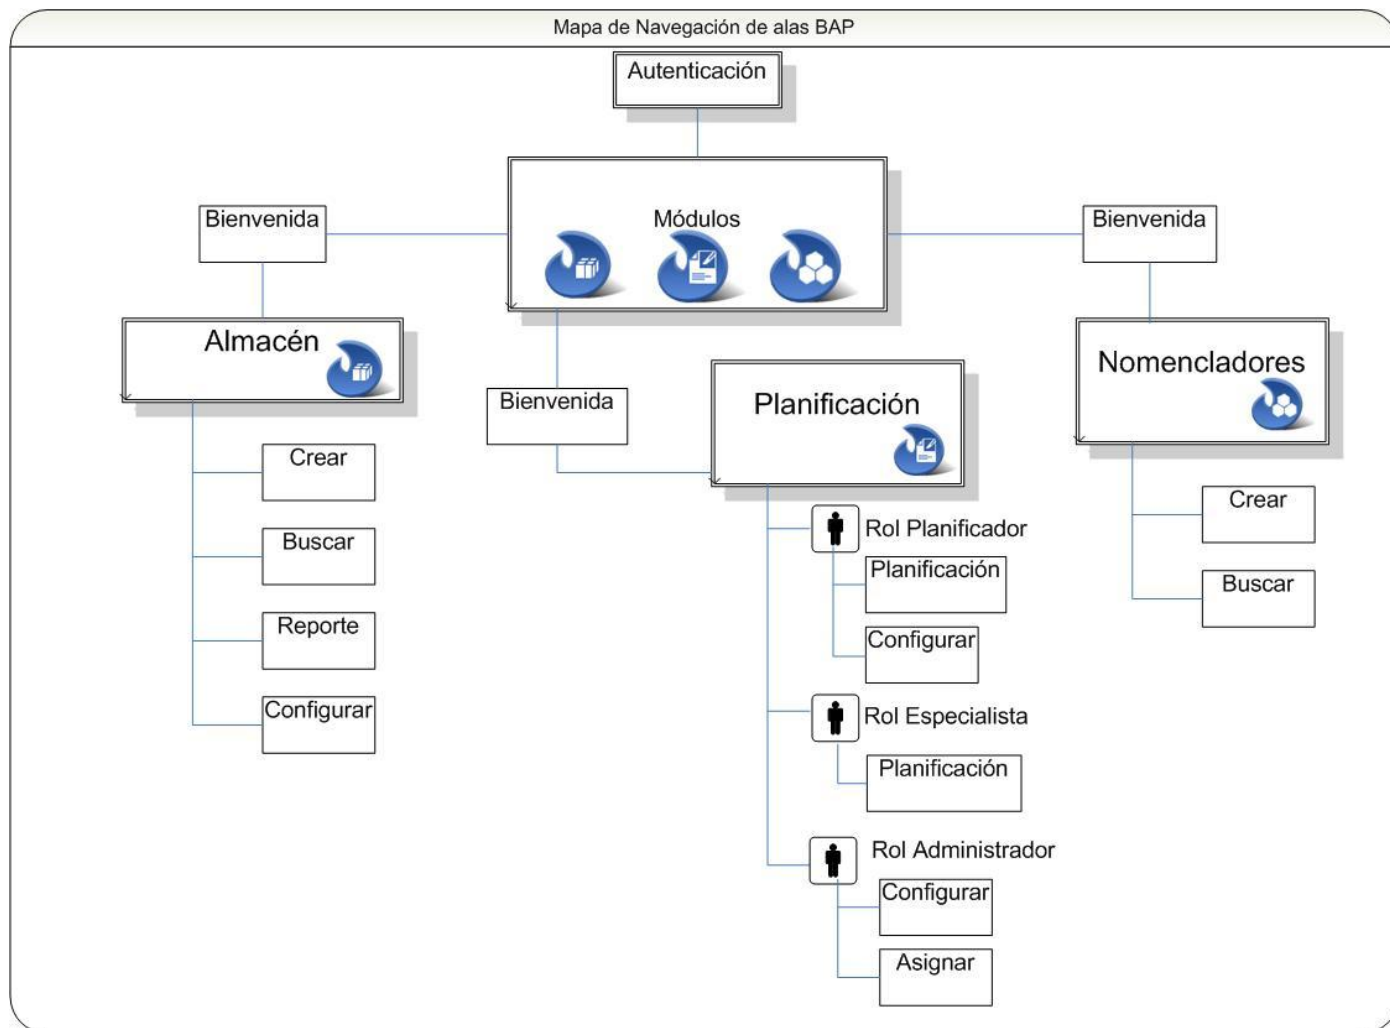 Mapa de Navegación de alas BAP
Autenticación
Módulos
Bienvenida
Bienvenida
Almacén
Crear
Buscar
Reporte
Configurar
Bienvenida
Planificación
Rol Planificador
Planificación
Configurar
Rol Especialista
Planificación
Rol Administrador
Configurar
Asignar
Nomencladores
Crear
Buscar